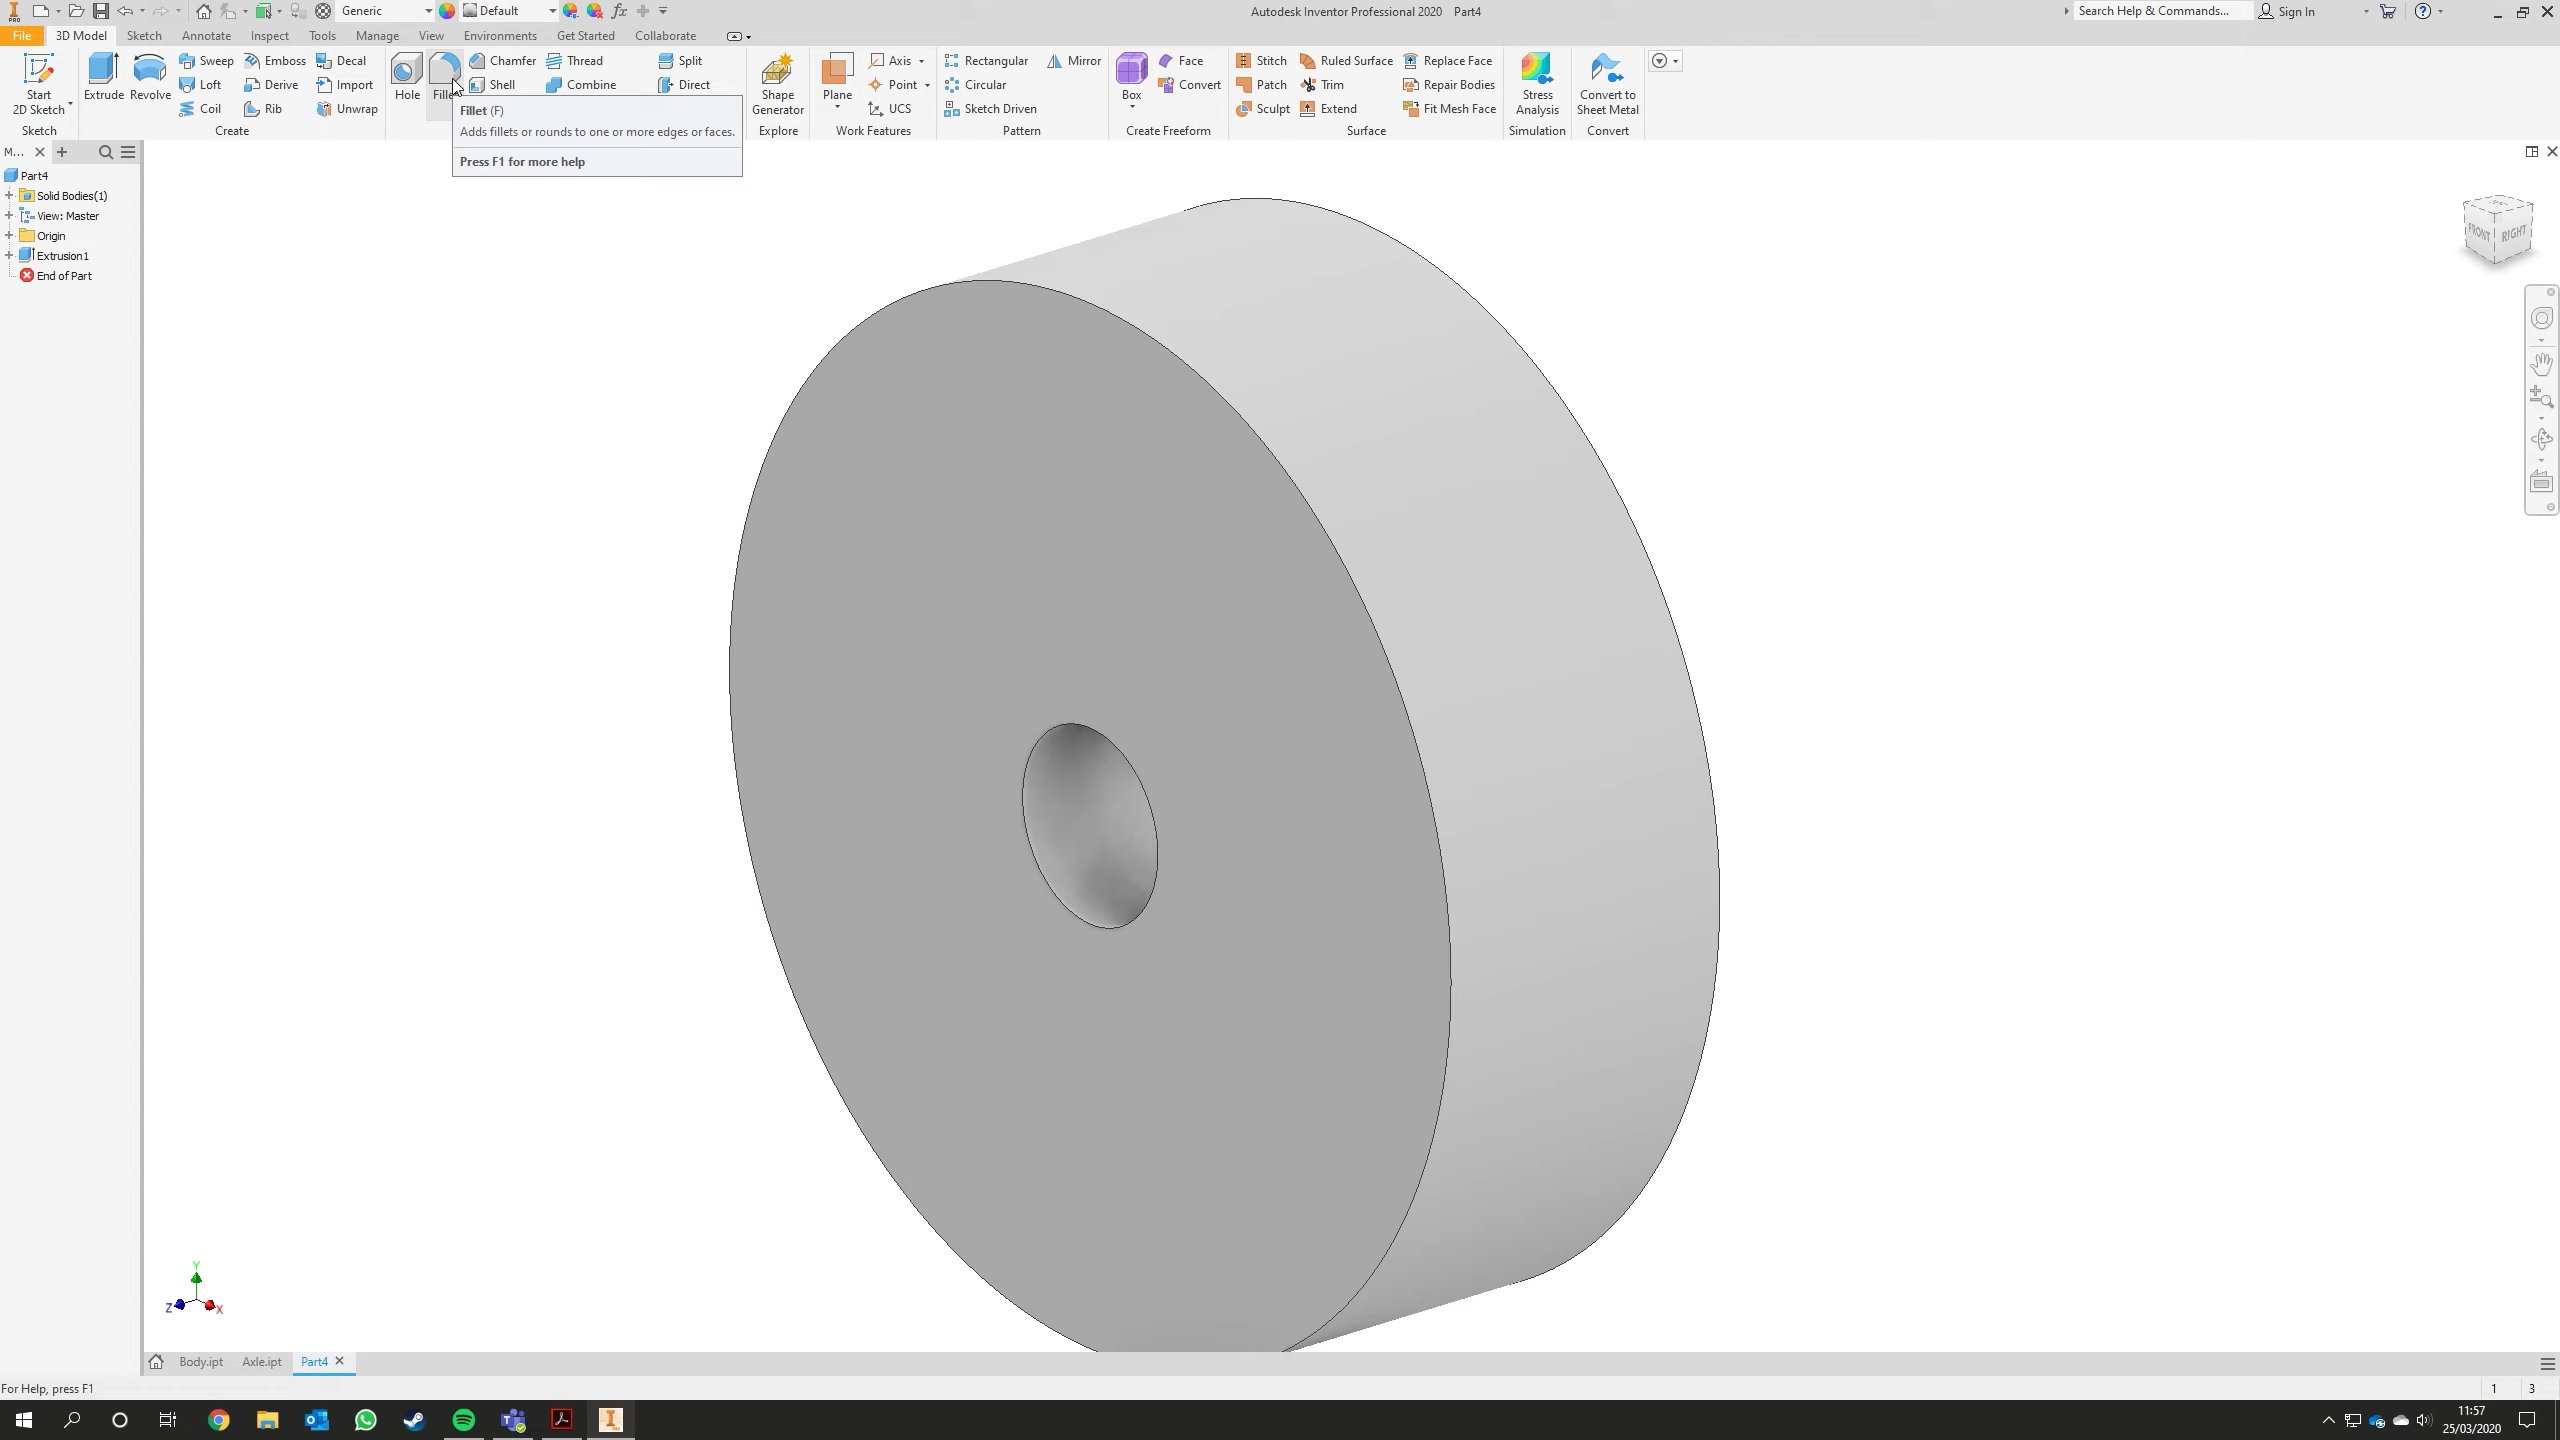 Generic
Default
fx
Autodesk Inventor Professional 2020 Part4
Search Help & Commands...
Sign In
File
3D Model
Sketch
Annotate
Inspect
Tools
Manage
View
Environments
Get Started
Collaborate
Start
2D Sketch
Sketch
Extrude
Revolve
Sweep
Loft
Coil
Emboss
Derive
Rib
Decal
Import
Unwrap
Create
Hole
Chamfer
Shell
Thread
Combine
Split
Direct
Fillet (F)
Adds fillets or rounds to one or more edges or faces.
Press F1 for more help
Shape
Generator
Explore
Plane
Axis
Point
UCS
Work Features
Rectangular
Circular
Sketch Driven
Mirror
Pattern
Box
Face
Convert
Create Freeform
Stitch
Patch
Sculpt
Ruled Surface
Trim
Extend
Replace Face
Repair Bodies
Fit Mesh Face
Surface
Stress
Analysis
Simulation
Convert to
Sheet Metal
Convert
M...
Part4
Solid Bodies(1)
View: Master
Origin
Extrusion1
End of Part
FRONT
RIGHT
Y
Z
X
Body.ipt
Axle.ipt
Part4
For Help, press F1
1
3
11:57
25/03/2020